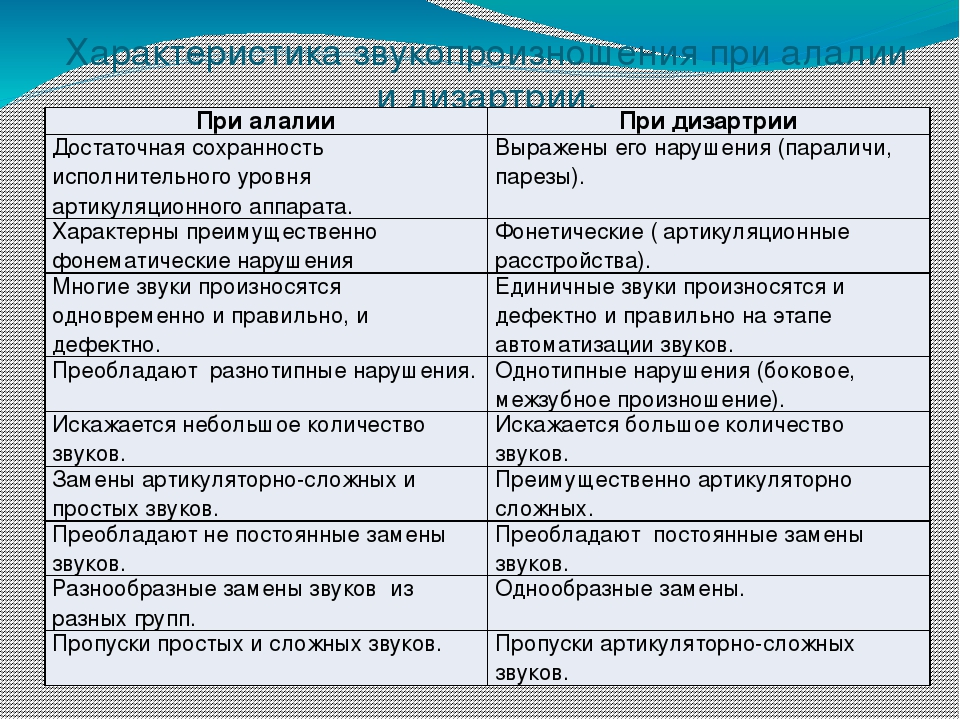 Характеристика звукопроизношения при алалии
и дизартрии.
При алалии
При дизартрии
Достаточная сохранность
исполнительного уровня
артикуляционного аппарата.
Выражены его нарушения (параличи,
парезы).
Характерны преимущественно
фонематические нарушения
Фонетические ( артикуляционные
расстройства).
Многие звуки произносятся
одновременно и правильно, и
дефектно.
Единичные звуки произносятся и
дефектно и правильно на этапе
автоматизации звуков.
Преобладают разнотипные нарушения.
Однотипные нарушения (боковое,
межзубное произношение).
Искажается небольшое количество
звуков.
Искажается большое количество
звуков.
Замены артикуляторно-сложных и
простых звуков.
Преимущественно артикуляторно
сложных.
Преобладают не постоянные замены
звуков.
Преобладают постоянные замены
звуков.
Разнообразные замены звуков из
разных групп.
Однообразные замены.
Пропуски простых и сложных звуков.
Пропуски артикуляторно-сложных
звуков.